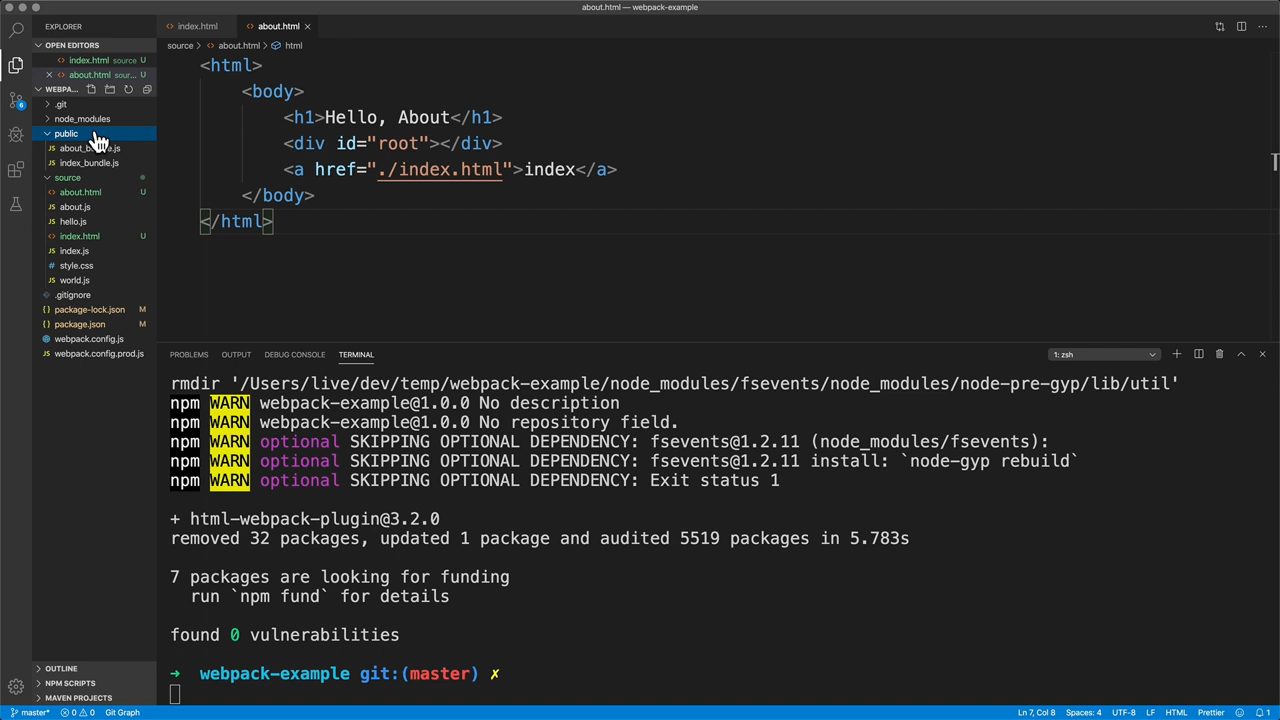 about.html — webpack-example
EXPLORER
index.html
about.html
OPEN EDITORS
index.html source U
about.html sour... U
WEBPA...
.git
node_modules
public
index_bundle.js
source
about.html U
about.js
hello.js
index.html U
index.js
style.css
world.js
.gitignore
package-lock.json M
package.json M
webpack.config.js
webpack.config.prod.js
OUTLINE
NPM SCRIPTS
MAVEN PROJECTS
6
source > about.html > html
<html>
<body>
<h1>Hello, About</h1>
<div id="root"></div>
<a href="./index.html">index</a>
</body>
</html>
PROBLEMS OUTPUT DEBUG CONSOLE TERMINAL 1: zsh
rmdir '/Users/live/dev/temp/webpack-example/node_modules/fsevents/node_modules/node-pre-gyp/lib/util'
npm WARN webpack-example@1.0.0 No description
npm WARN webpack-example@1.0.0 No repository field.
npm WARN optional SKIPPING OPTIONAL DEPENDENCY: fsevents@1.2.11 (node_modules/fsevents):
npm WARN optional SKIPPING OPTIONAL DEPENDENCY: fsevents@1.2.11 install: `node-gyp rebuild`
npm WARN optional SKIPPING OPTIONAL DEPENDENCY: Exit status 1
+ html-webpack-plugin@3.2.0
removed 32 packages, updated 1 package and audited 5519 packages in 5.783s
7 packages are looking for funding
run `npm fund` for details
found 0 vulnerabilities
→ webpack-example git:(master) ✗
master* 0 0 Git Graph Ln 7, Col 8 Spaces: 4 UTF-8 LF HTML Prettier 1